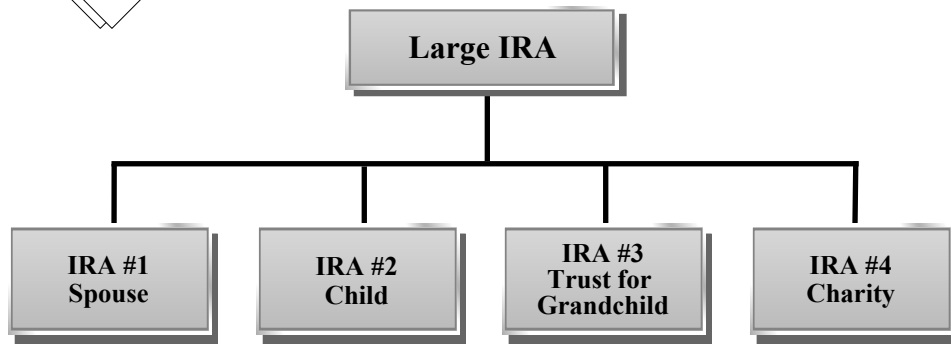 Large IRA
IRA #1
Spouse
IRA #2
Child
IRA #3
Trust for
Grandchild
IRA #4
Charity